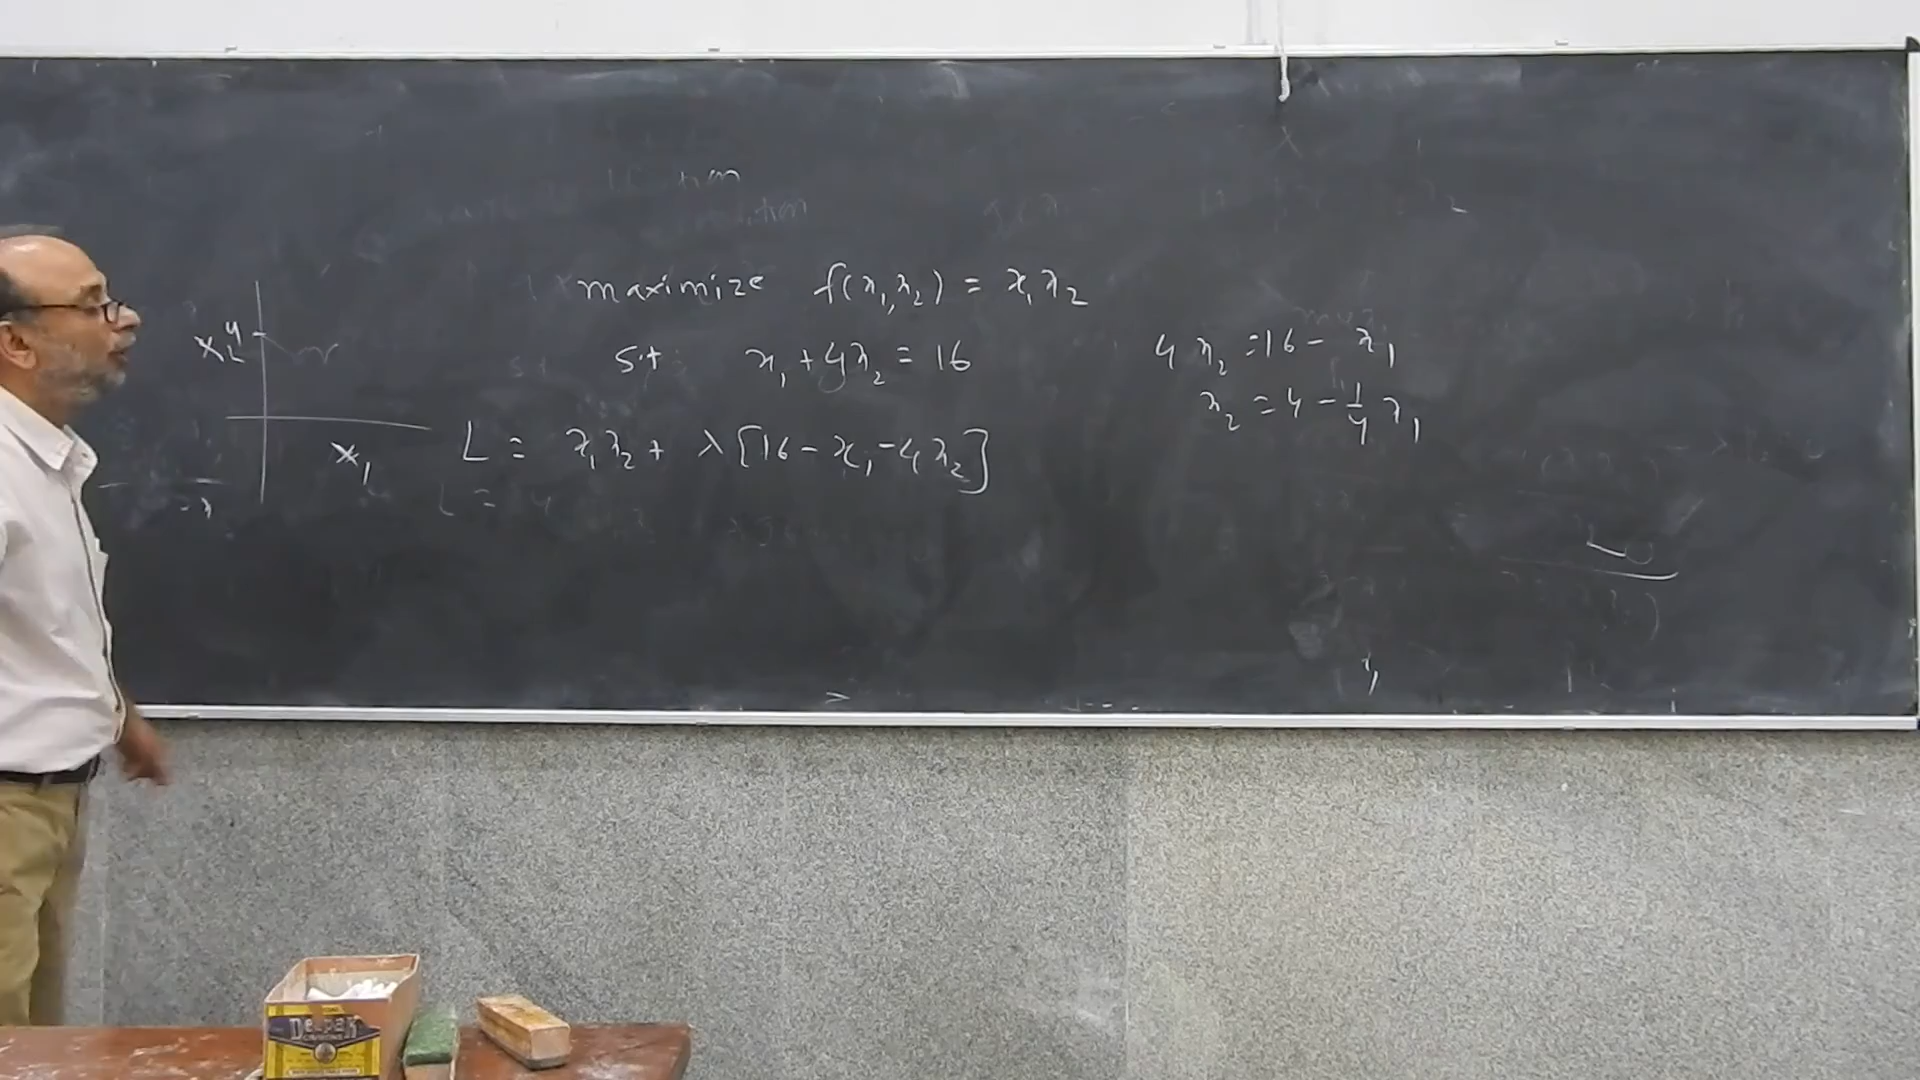 maximize f(x₁,x₂) = x₁x₂
s.t x₁ + 4x₂ = 16
L = x₁x₂ + λ[16 - x₁ - 4x₂]
4x₂ = 16 - x₁
x₂ = 4 - 1/4 x₁
4
x₂
x₁
L =